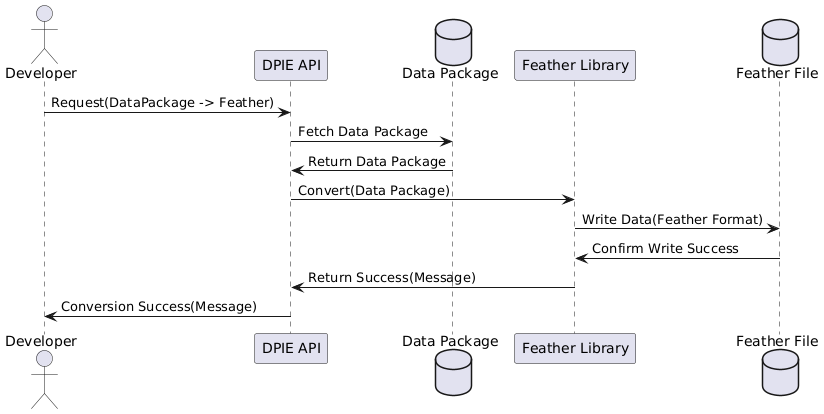 Developer
DPIE API
Data Package
Feather Library
Feather File
Request(DataPackage -> Feather)
Fetch Data Package
Return Data Package
Convert(Data Package)
Write Data(Feather Format)
Confirm Write Success
Return Success(Message)
Conversion Success(Message)
Developer
DPIE API
Data Package
Feather Library
Feather File